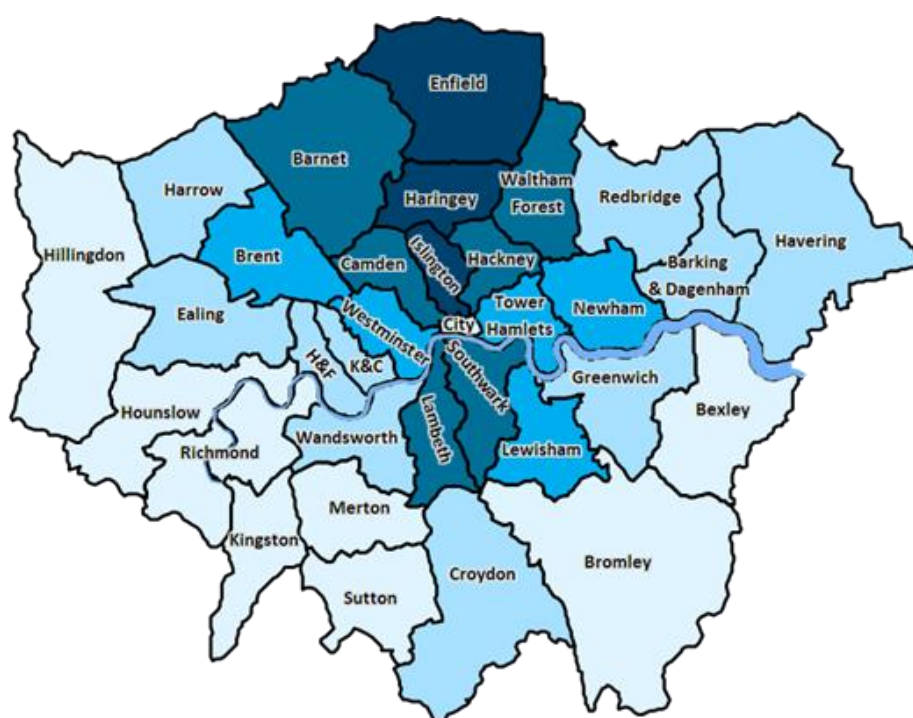 Enfield
Barnet
Haringey
Waltham
Forest
Harrow
Redbridge
Havering
Hillingdon
Brent
Camden
Islington
Hackney
Barking
& Dagenham
Ealing
Westminster
City
Tower
Hamlets
Newham
H&F
K&C
Southwark
Greenwich
Hounslow
Richmond
Wandsworth
Lambeth
Lewisham
Bexley
Merton
Kingston
Sutton
Croydon
Bromley